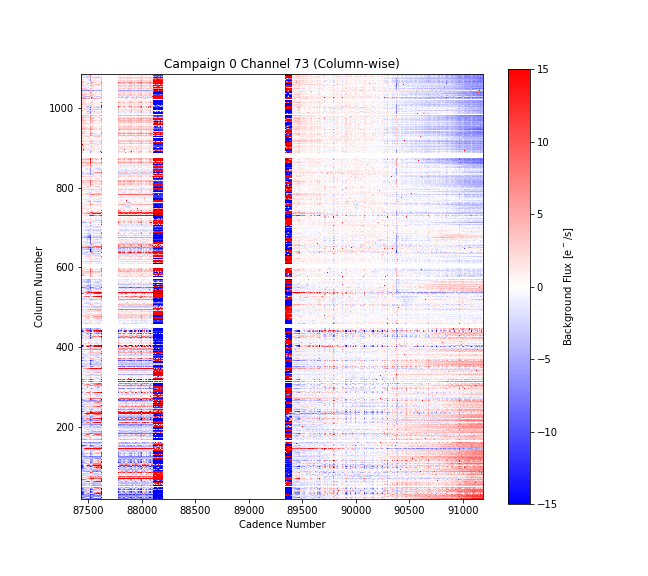 Campaign 0 Channel 73 (Column-wise)
1000
800
600
400
200
Column Number
87500 88000 88500 89000 89500 90000 90500 91000
Cadence Number
15
10
5
0
−5
−10
−15
Background Flux [e⁻/s]